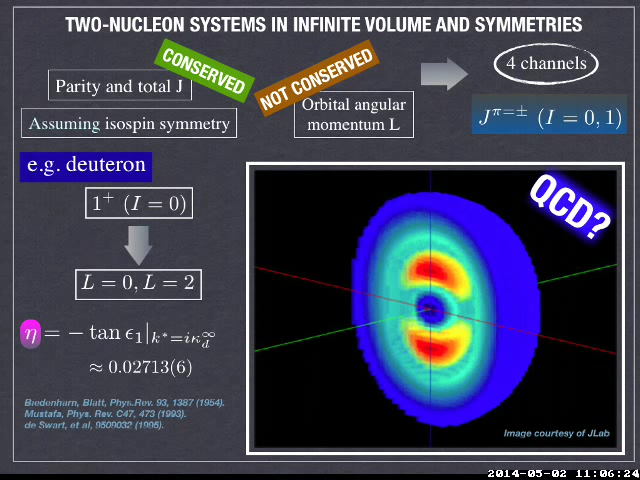 TWO-NUCLEON SYSTEMS IN INFINITE VOLUME AND SYMMETRIES
CONSERVED
NOT CONSERVED
Parity and total J
Assuming isospin symmetry
Orbital angular
momentum L
4 channels
J^{π=±} (I = 0, 1)
e.g. deuteron
1^+ (I = 0)
L = 0, L = 2
η = − tan ϵ_1|_{k^*=iκ_d^∞}
≈ 0.02713(6)
Biedenharn, Blatt, Phys.Rev. 93, 1387 (1954).
Mustafa, Phys. Rev. C47, 473 (1993).
de Swart, et al, 9509032 (1995).
QCD?
Image courtesy of JLab
2014-05-02 11:06:24